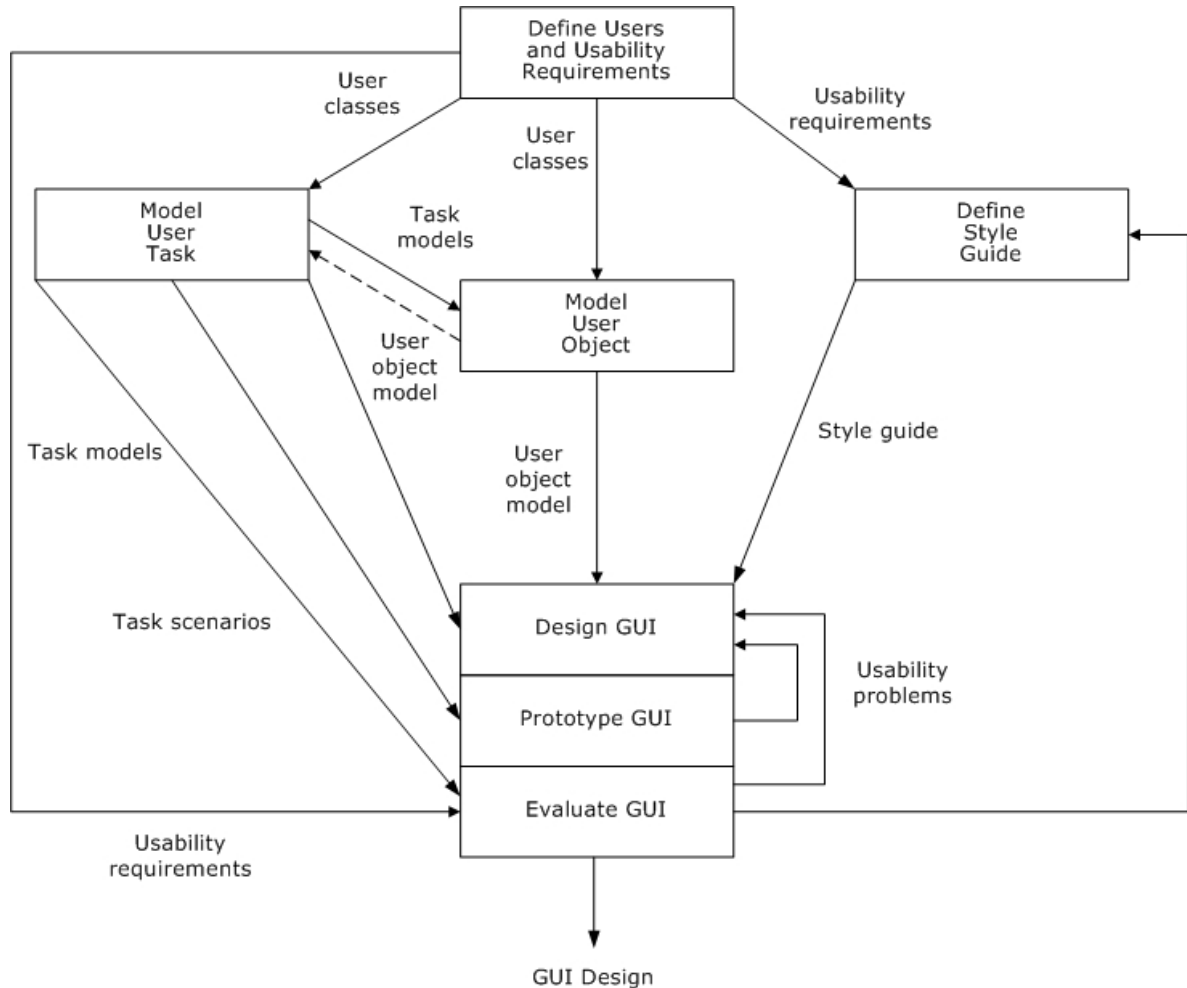 Define Users
and Usability
Requirements
User
classes
User
classes
Usability
requirements
Model
User
Task
Task
models
Define
Style
Guide
Model
User
Object
User
object
model
Task models
User
object
model
Style guide
Task scenarios
Design GUI
Usability
problems
Prototype GUI
Evaluate GUI
Usability
requirements
GUI Design